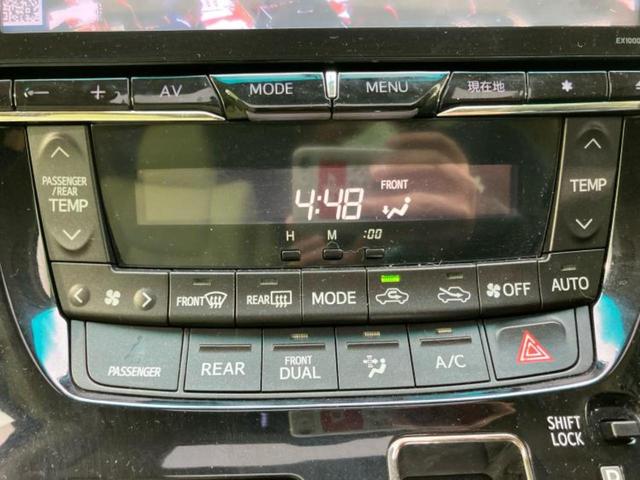 EX1000
− + AV MODE MENU 現在地 *
PASSENGER
/REAR
TEMP
FRONT
4:48
H M :00
TEMP
FRONT REAR MODE OFF AUTO
PASSENGER REAR FRONT
DUAL A/C
SHIFT
LOCK
P